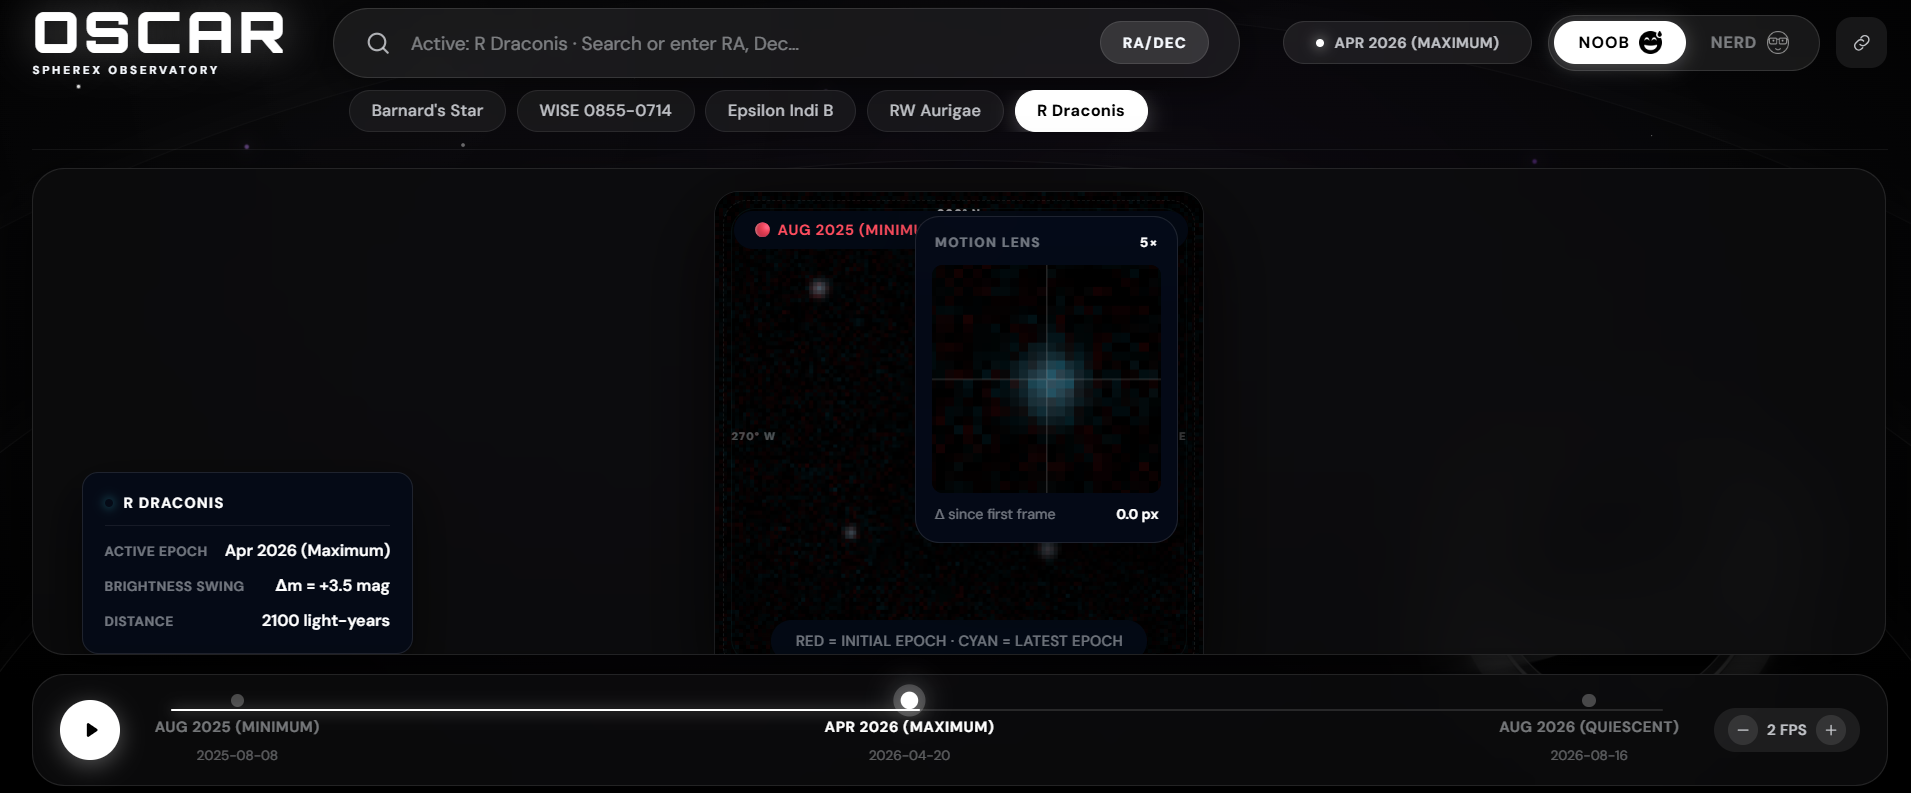 OSCAR
SPHEREX OBSERVATORY
Active: R Draconis · Search or enter RA, Dec...
RA/DEC
APR 2026 (MAXIMUM)
NOOB
NERD
Barnard's Star
WISE 0855-0714
Epsilon Indi B
RW Aurigae
R Draconis
AUG 2025 (MINIMU
MOTION LENS
5×
270° W
E
Δ since first frame
0.0 px
R DRACONIS
ACTIVE EPOCH
Apr 2026 (Maximum)
BRIGHTNESS SWING
Δm = +3.5 mag
DISTANCE
2100 light-years
RED = INITIAL EPOCH · CYAN = LATEST EPOCH
AUG 2025 (MINIMUM)
2025-08-08
APR 2026 (MAXIMUM)
2026-04-20
AUG 2026 (QUIESCENT)
2026-08-16
− 2 FPS +